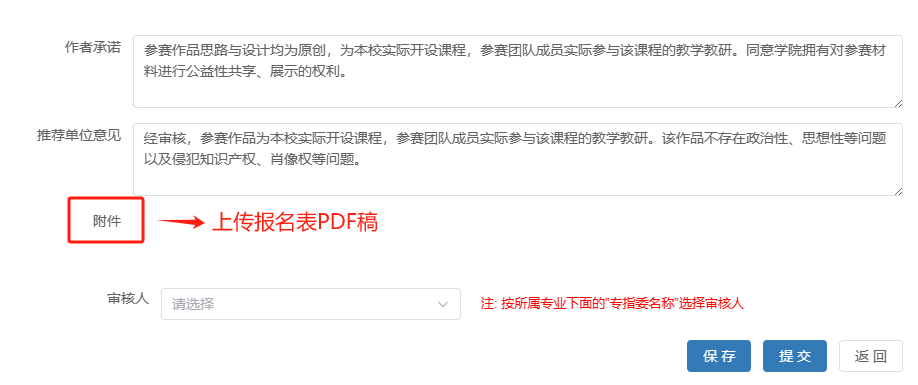 作者承诺
参赛作品思路与设计均为原创，为本校实际开设课程，参赛团队成员实际参与该课程的教学教研。同意学院拥有对参赛材
料进行公益性共享、展示的权利。
推荐单位意见
经审核，参赛作品为本校实际开设课程，参赛团队成员实际参与该课程的教学教研。该作品不存在政治性、思想性等问题
以及侵犯知识产权、肖像权等问题。
附件 上传报名表PDF稿
审核人 请选择 注: 按所属专业下面的"专指委名称"选择审核人
保存 提交 返回